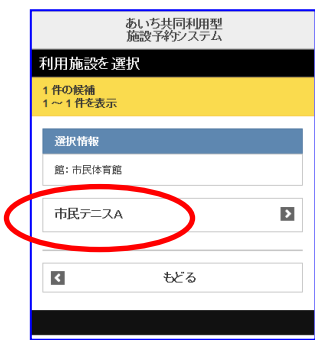 あいち共同利用型
施設予約システム
利用施設を選択
1 件の候補
1 ～ 1 件を表示
選択情報
館: 市民体育館
市民テニスA
もどる